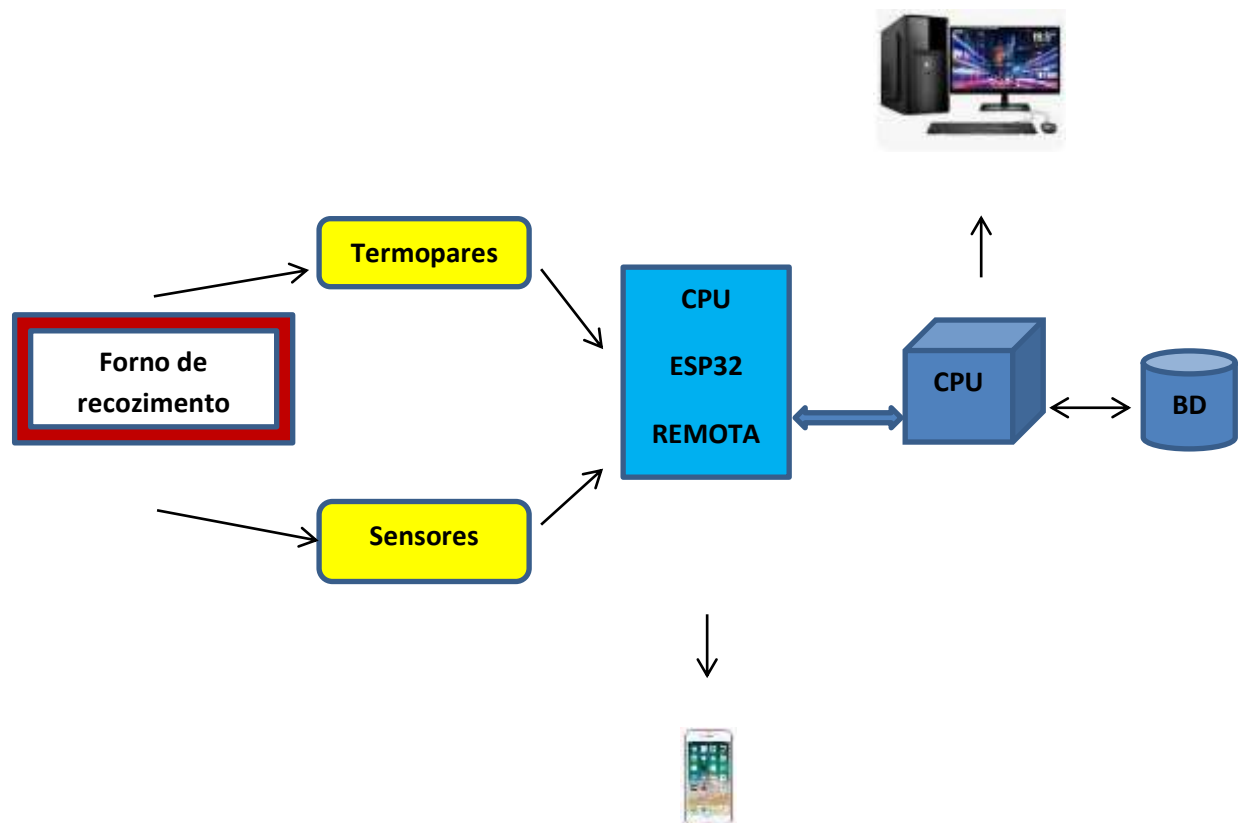 Termopares
CPU
ESP32
REMOTA
Forno de
recozimento
CPU
BD
Sensores